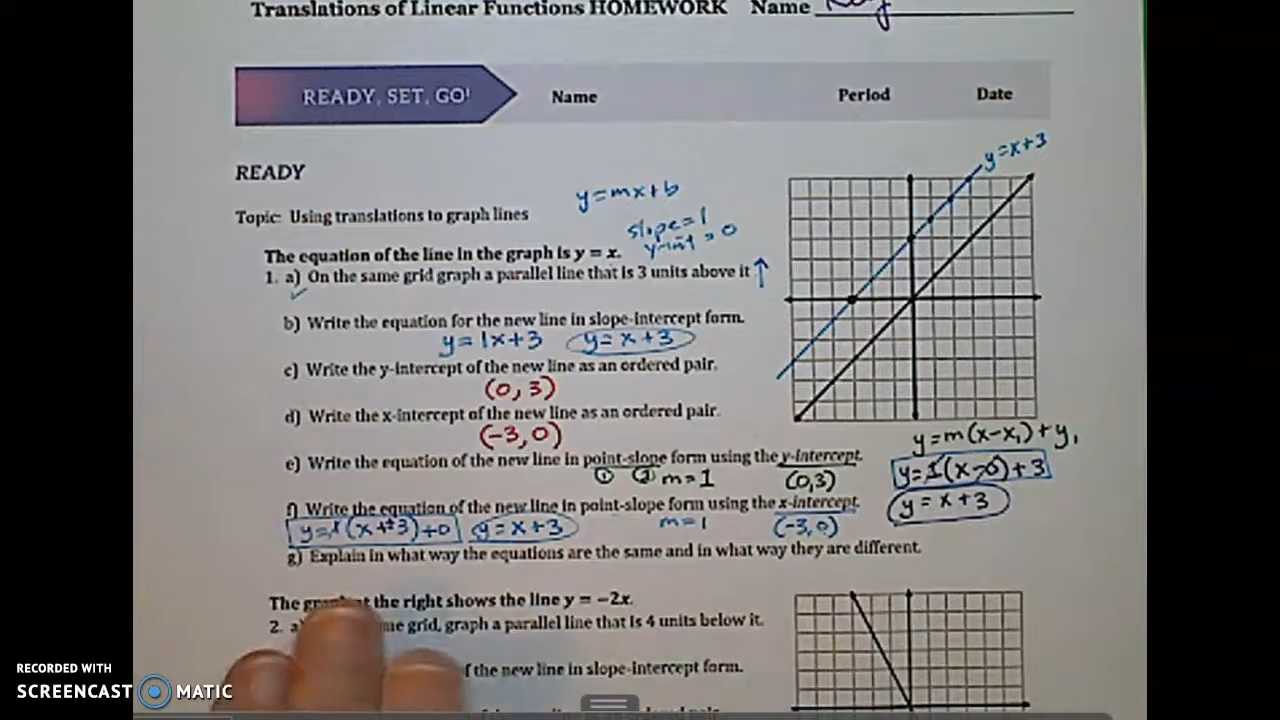 Translations of Linear Functions HOMEWORK Name
READY, SET, GO!
Name
Period
Date
READY
y=mx+b
y=x+3
Topic: Using translations to graph lines
slope=1
y-int = 0
The equation of the line in the graph is y = x.
1. a) On the same grid graph a parallel line that is 3 units above it ↑
b) Write the equation for the new line in slope-intercept form.
y=1x+3 y=x+3
c) Write the y-intercept of the new line as an ordered pair.
(0,3)
d) Write the x-intercept of the new line as an ordered pair.
(-3,0)
y=m(x-x₁)+y₁
e) Write the equation of the new line in point-slope form using the y-intercept.
① ② m=1 (0,3)
y=1(x-0)+3
y=x+3
f) Write the equation of the new line in point-slope form using the x-intercept.
y=1(x+3)+0 y=x+3 m=1 (-3,0)
g) Explain in what way the equations are the same and in what way they are different.
The the right shows the line y = −2x.
2. same grid, graph a parallel line that is 4 units below it.
of the new line in slope-intercept form.
RECORDED WITH
SCREENCAST MATIC